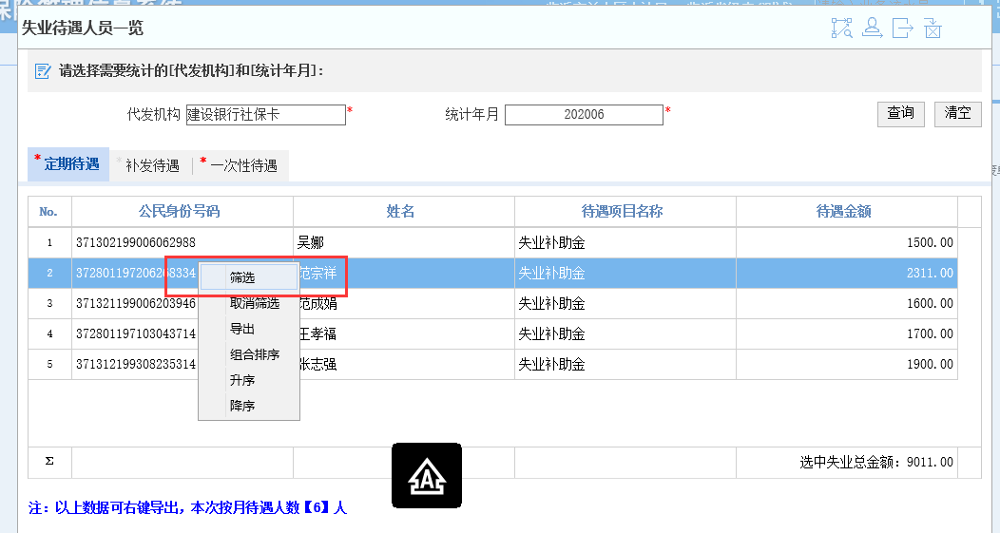 失业待遇人员一览
请选择需要统计的[代发机构]和[统计年月]:
代发机构 建设银行社保卡 * 统计年月 202006 * 查询 清空
* 定期待遇 * 补发待遇 * 一次性待遇
No. 公民身份号码 姓名 待遇项目名称 待遇金额
1 371302199006062988 吴娜 失业补助金 1500.00
2 372801197206268334 范宗祥 失业补助金 2311.00
3 371321199006203946 范成娟 失业补助金 1600.00
4 372801197103043714 王孝福 失业补助金 1700.00
5 371312199308235314 张志强 失业补助金 1900.00
筛选
取消筛选
导出
组合排序
升序
降序
Σ 选中失业总金额: 9011.00
A
注: 以上数据可右键导出, 本次按月待遇人数【6】人